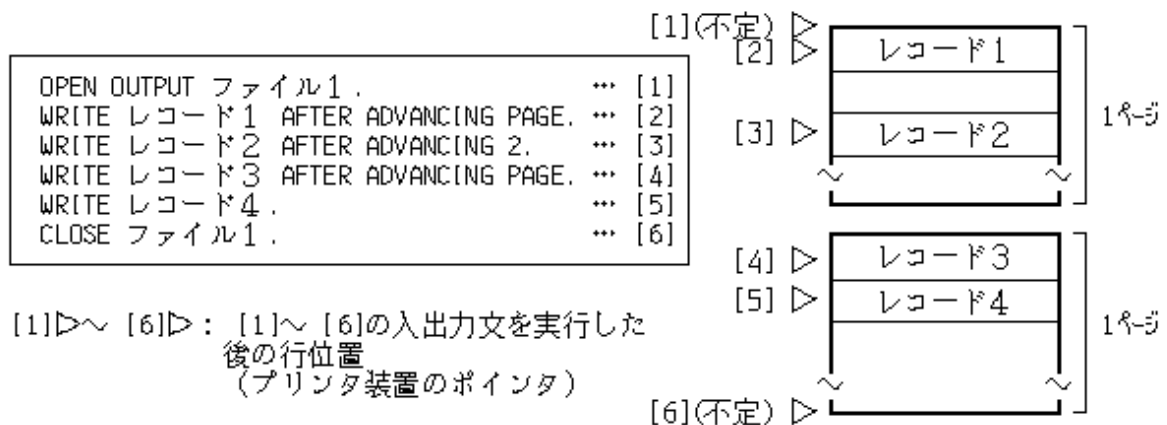 OPEN OUTPUT ファイル1. … [1]
WRITE レコード1 AFTER ADVANCING PAGE. … [2]
WRITE レコード2 AFTER ADVANCING 2. … [3]
WRITE レコード3 AFTER ADVANCING PAGE. … [4]
WRITE レコード4. … [5]
CLOSE ファイル1. … [6]
[1]▷~ [6]▷: [1]~ [6]の入出力文を実行した
後の行位置
(プリンタ装置のポインタ)
[1](不定) ▷
[2] ▷ レコード1
[3] ▷ レコード2
1ページ
[4] ▷ レコード3
[5] ▷ レコード4
1ページ
[6](不定) ▷